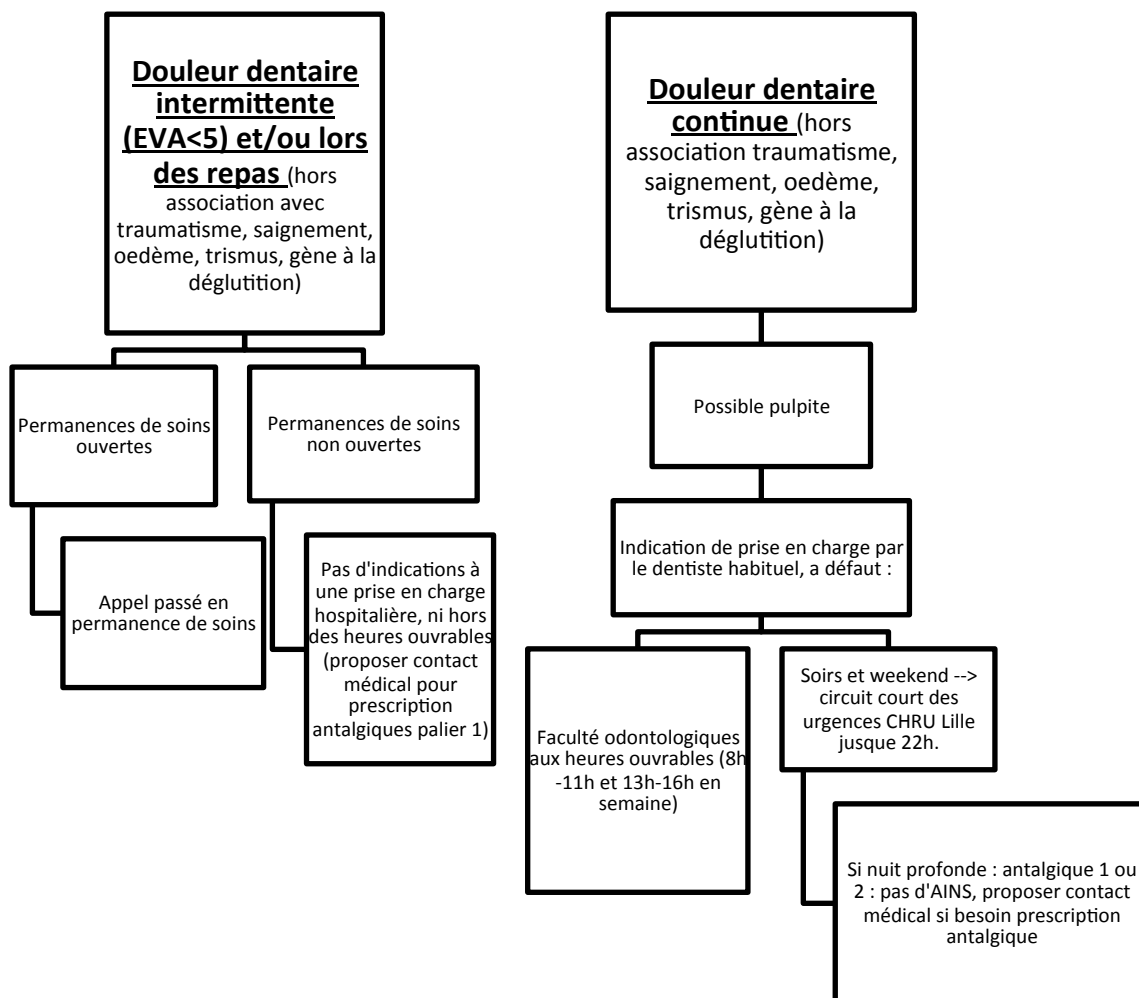 Douleur dentaire
intermittente
(EVA<5) et/ou lors
des repas (hors
association avec
traumatisme, saignement,
oedème, trismus, gène à la
déglutition)
Permanences de soins
ouvertes
Permanences de soins
non ouvertes
Appel passé en
permanence de soins
Pas d'indications à
une prise en charge
hospitalière, ni hors
des heures ouvrables
(proposer contact
médical pour
prescription
antalgiques palier 1)
Douleur dentaire
continue (hors
association traumatisme,
saignement, oedème,
trismus, gène à la
déglutition)
Possible pulpite
Indication de prise en charge par
le dentiste habituel, a défaut :
Faculté odontologiques
aux heures ouvrables (8h
-11h et 13h-16h en
semaine)
Soirs et weekend -->
circuit court des
urgences CHRU Lille
jusque 22h.
Si nuit profonde : antalgique 1 ou
2 : pas d'AINS, proposer contact
médical si besoin prescription
antalgique